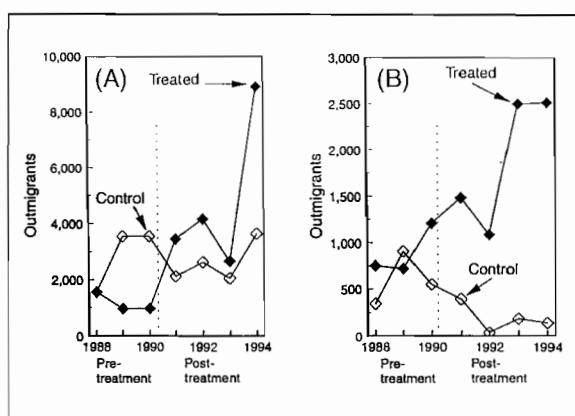 (A)
Treated
Control
Outmigrants
10,000
8,000
6,000
4,000
2,000
0
1988 1990 1992 1994
Pre- Post-
treatment treatment
(B)
Treated
Control
Outmigrants
3,000
2,500
2,000
1,500
1,000
500
0
1988 1990 1992 1994
Pre- Post-
treatment treatment